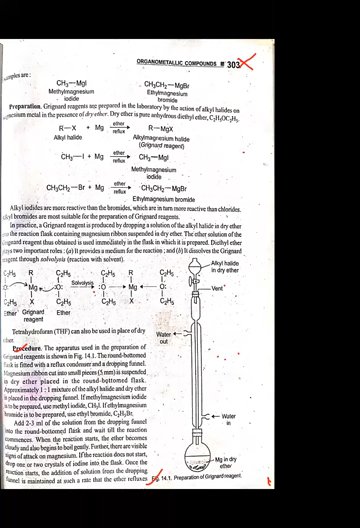 ORGANOMETALLIC COMPOUNDS ■ 303
CH₃—MgI CH₃CH₂—MgBr
Methylmagnesium Ethylmagnesium
iodide bromide
Preparation. Grignard reagents are prepared in the laboratory by the action of alkyl halides on
magnesium metal in the presence of dry ether. Dry ether is pure anhydrous diethyl ether, C₂H₅OC₂H₅.
R—X + Mg ether reflux → R—MgX
Alkyl halide Alkylmagnesium halide
(Grignard reagent)
CH₃—I + Mg ether reflux → CH₃—MgI
Methylmagnesium
iodide
CH₃CH₂—Br + Mg ether reflux → CH₃CH₂—MgBr
Ethylmagnesium bromide
Alkyl iodides are more reactive than the bromides, which are in turn more reactive than chlorides.
Alkyl bromides are most suitable for the preparation of Grignard reagents.
In practice, a Grignard reagent is produced by dropping a solution of the alkyl halide in dry ether
into the reaction flask containing magnesium ribbon suspended in dry ether. The ether solution of the
Grignard reagent thus obtained is used immediately in the flask in which it is prepared. Diethyl ether
plays two important roles : (a) It provides a medium for the reaction ; and (b) It dissolves the Grignard
reagent through solvolysis (reaction with solvent).
C₂H₅ R C₂H₅ C₂H₅ R C₂H₅
:O: Mg :O: Solvolysis → :O → Mg ← O:
C₂H₅ X C₂H₅ C₂H₅ X C₂H₅
Ether Grignard Ether
reagent
Tetrahydrofuran (THF) can also be used in place of dry
ether.
Procedure. The apparatus used in the preparation of
Grignard reagents is shown in Fig. 14.1. The round-bottomed
flask is fitted with a reflux condenser and a dropping funnel.
Magnesium ribbon cut into small pieces (5 mm) is suspended
in dry ether placed in the round-bottomed flask.
Approximately 1 : 1 mixture of the alkyl halide and dry ether
is placed in the dropping funnel. If methylmagnesium iodide
is to be prepared, use methyl iodide, CH₃I. If ethylmagnesium
bromide is to be prepared, use ethyl bromide, C₂H₅Br.
Add 2-3 ml of the solution from the dropping funnel
into the round-bottomed flask and wait till the reaction
commences. When the reaction starts, the ether becomes
cloudy and also begins to boil gently. Further, there are visible
signs of attack on magnesium. If the reaction does not start,
drop one or two crystals of iodine into the flask. Once the
reaction starts, the addition of solution from the dropping
funnel is maintained at such a rate that the ether refluxes
Alkyl halide
in dry ether
Vent
Water
out
Water
in
Mg in dry
ether
Fig. 14.1. Preparation of Grignard reagent.